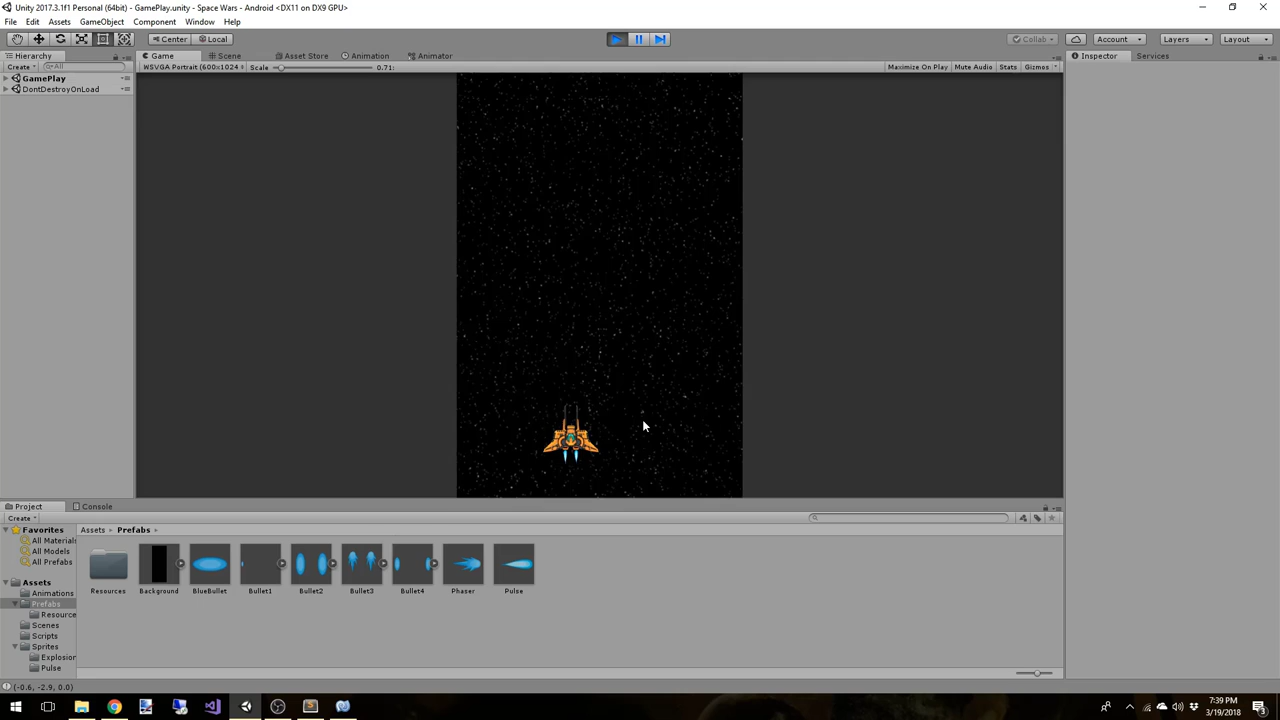 Unity 2017.3.1f1 Personal (64bit) - GamePlay.unity - Space Wars - Android <DX11 on DX9 GPU>
File Edit Assets GameObject Component Window Help
Center Local Collab Account Layers Layout
Hierarchy Game Scene Asset Store Animation Animator Inspector Services
Create All WSVGA Portrait (600x1024 Scale 0.71: Maximize On Play Mute Audio Stats Gizmos
GamePlay
DontDestroyOnLoad
Project Console
Create
Favorites Assets Prefabs
All Materials
All Models
All Prefabs
Assets
Animations
Prefabs
Resource
Scenes
Scripts
Sprites
Explosion
Pulse
Resources Background BlueBullet Bullet1 Bullet2 Bullet3 Bullet4 Phaser Pulse
(-0.6, -2.9, 0.0)
7:39 PM
3/19/2018
3